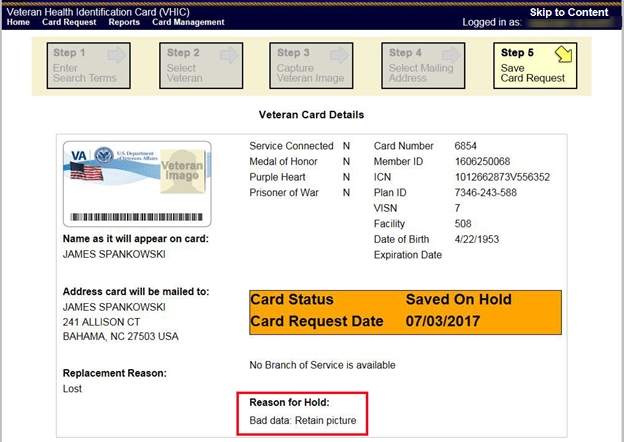 Veteran Health Identification Card (VHIC)
Skip to Content
Home Card Request Reports Card Management
Logged in as:
Step 1
Enter
Search Terms
Step 2
Select
Veteran
Step 3
Capture
Veteran Image
Step 4
Select Mailing
Address
Step 5
Save
Card Request
Veteran Card Details
VA
U.S. Department
of Veterans Affairs
Veteran
Image
Name as it will appear on card:
JAMES SPANKOWSKI
Address card will be mailed to:
JAMES SPANKOWSKI
241 ALLISON CT
BAHAMA, NC 27503 USA
Replacement Reason:
Lost
Service Connected N
Medal of Honor N
Purple Heart N
Prisoner of War N
Card Number 6854
Member ID 1606250068
ICN 1012662873V556352
Plan ID 7346-243-588
VISN 7
Facility 508
Date of Birth 4/22/1953
Expiration Date
Card Status Saved On Hold
Card Request Date 07/03/2017
No Branch of Service is available
Reason for Hold:
Bad data: Retain picture